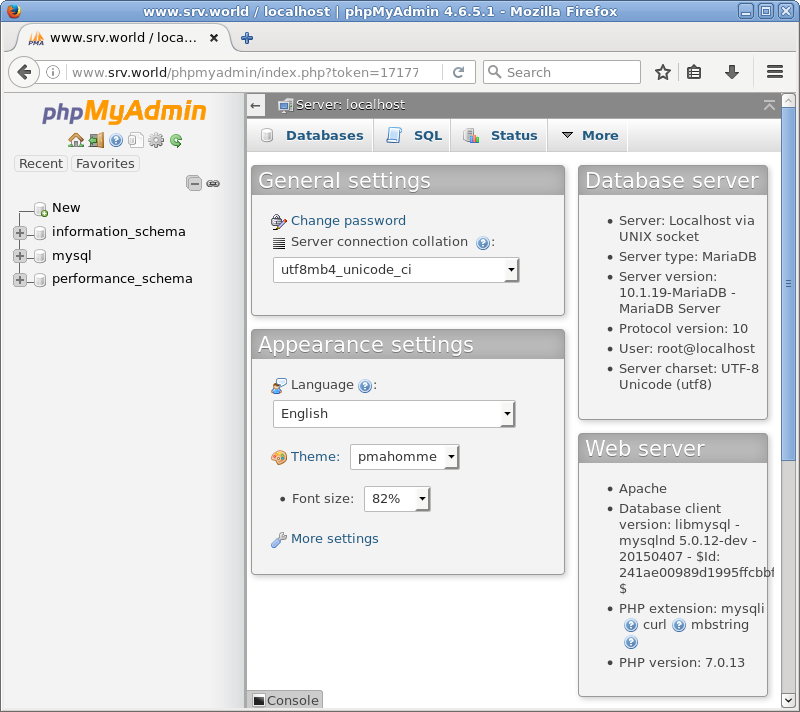 www.srv.world / localhost | phpMyAdmin 4.6.5.1 - Mozilla Firefox
www.srv.world / loca...
www.srv.world/phpmyadmin/index.php?token=17177
Search
phpMyAdmin
Recent Favorites
New
information_schema
mysql
performance_schema
Server: localhost
Databases SQL Status More
General settings
Change password
Server connection collation :
utf8mb4_unicode_ci
Appearance settings
Language :
English
Theme: pmahomme
• Font size: 82%
More settings
Database server
• Server: Localhost via
UNIX socket
• Server type: MariaDB
• Server version:
10.1.19-MariaDB -
MariaDB Server
• Protocol version: 10
• User: root@localhost
• Server charset: UTF-8
Unicode (utf8)
Web server
• Apache
• Database client
version: libmysql -
mysqlnd 5.0.12-dev -
20150407 - $Id:
241ae00989d1995ffcbbf
$
• PHP extension: mysqli
curl mbstring
• PHP version: 7.0.13
Console